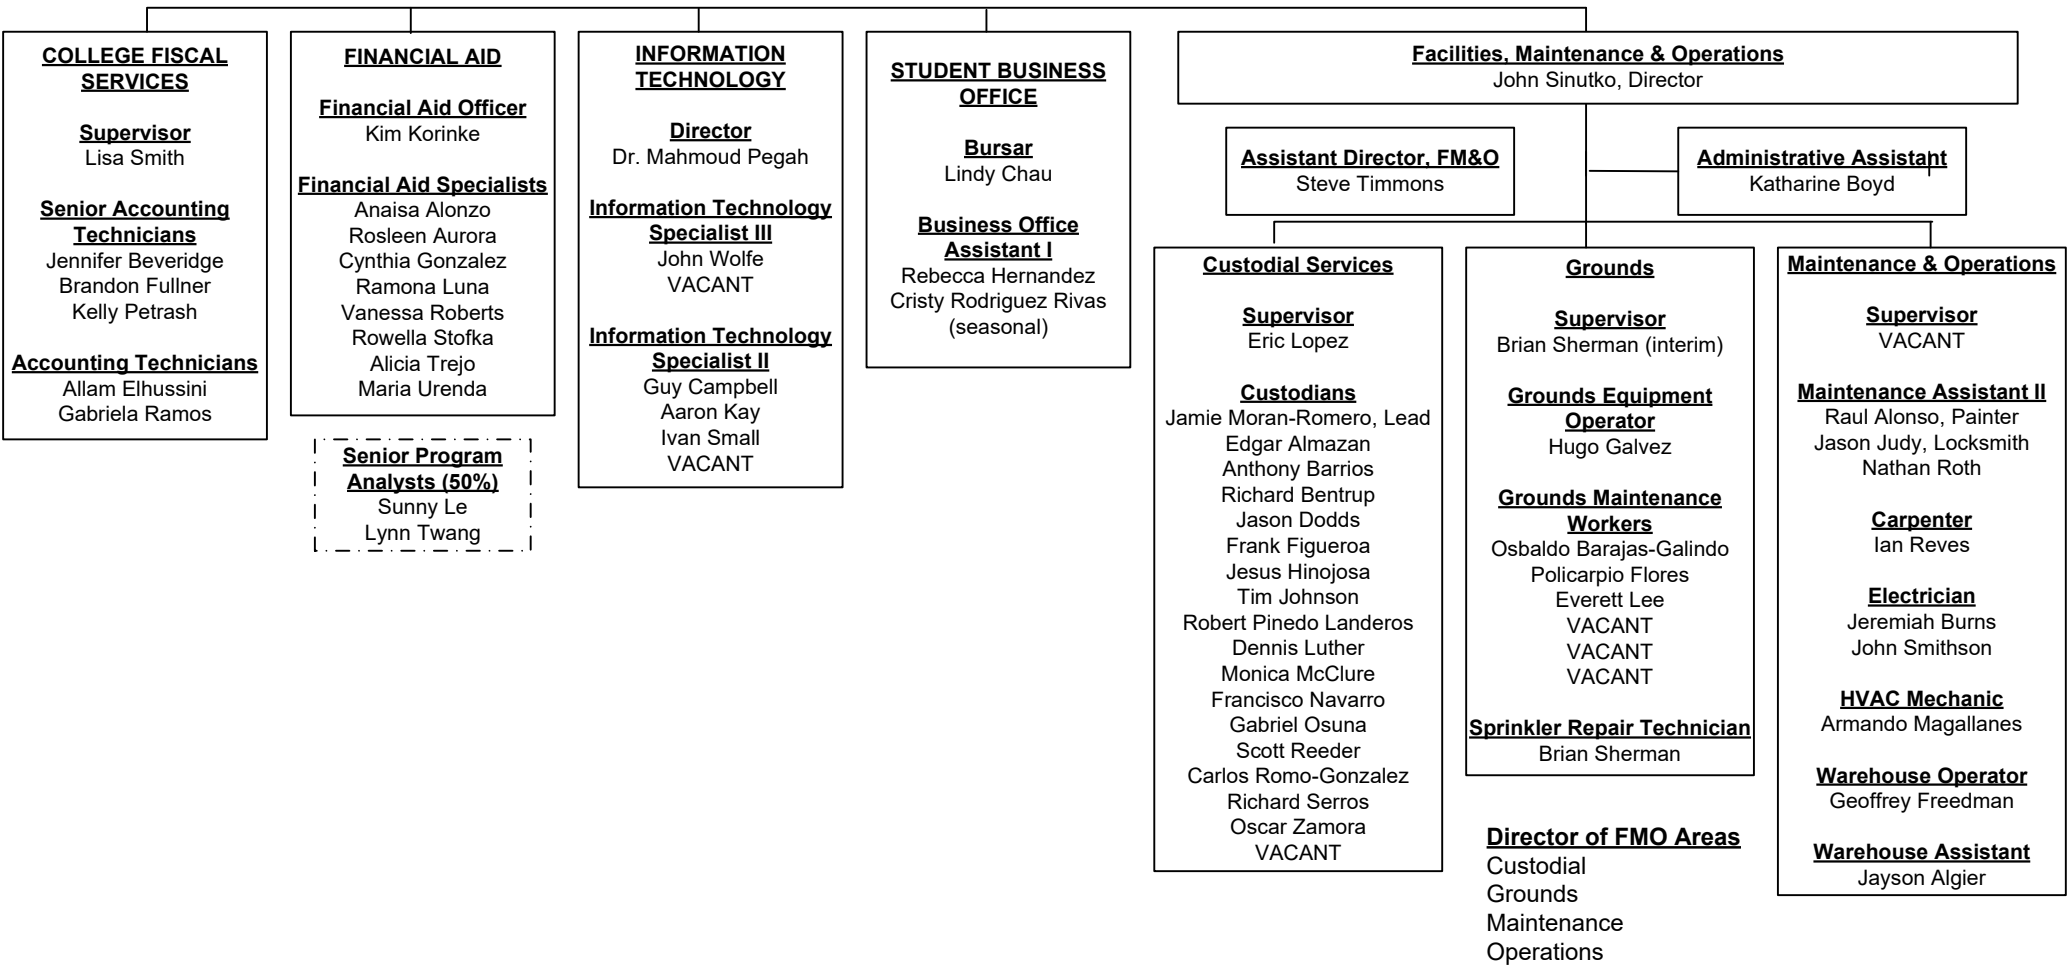 COLLEGE FISCAL
SERVICES
Supervisor
Lisa Smith
Senior Accounting
Technicians
Jennifer Beveridge
Brandon Fullner
Kelly Petrash
Accounting Technicians
Allam Elhussini
Gabriela Ramos
FINANCIAL AID
Financial Aid Officer
Kim Korinke
Financial Aid Specialists
Anaisa Alonzo
Rosleen Aurora
Cynthia Gonzalez
Ramona Luna
Vanessa Roberts
Rowella Stofka
Alicia Trejo
Maria Urenda
Senior Program
Analysts (50%)
Sunny Le
Lynn Twang
INFORMATION
TECHNOLOGY
Director
Dr. Mahmoud Pegah
Information Technology
Specialist III
John Wolfe
VACANT
Information Technology
Specialist II
Guy Campbell
Aaron Kay
Ivan Small
VACANT
STUDENT BUSINESS
OFFICE
Bursar
Lindy Chau
Business Office
Assistant I
Rebecca Hernandez
Cristy Rodriguez Rivas
(seasonal)
Facilities, Maintenance & Operations
John Sinutko, Director
Assistant Director, FM&O
Steve Timmons
Administrative Assistant
Katharine Boyd
Custodial Services
Supervisor
Eric Lopez
Custodians
Jamie Moran-Romero, Lead
Edgar Almazan
Anthony Barrios
Richard Bentrup
Jason Dodds
Frank Figueroa
Jesus Hinojosa
Tim Johnson
Robert Pinedo Landeros
Dennis Luther
Monica McClure
Francisco Navarro
Gabriel Osuna
Scott Reeder
Carlos Romo-Gonzalez
Richard Serros
Oscar Zamora
VACANT
Grounds
Supervisor
Brian Sherman (interim)
Grounds Equipment
Operator
Hugo Galvez
Grounds Maintenance
Workers
Osbaldo Barajas-Galindo
Policarpio Flores
Everett Lee
VACANT
VACANT
VACANT
Sprinkler Repair Technician
Brian Sherman
Maintenance & Operations
Supervisor
VACANT
Maintenance Assistant II
Raul Alonso, Painter
Jason Judy, Locksmith
Nathan Roth
Carpenter
Ian Reves
Electrician
Jeremiah Burns
John Smithson
HVAC Mechanic
Armando Magallanes
Warehouse Operator
Geoffrey Freedman
Warehouse Assistant
Jayson Algier
Director of FMO Areas
Custodial
Grounds
Maintenance
Operations